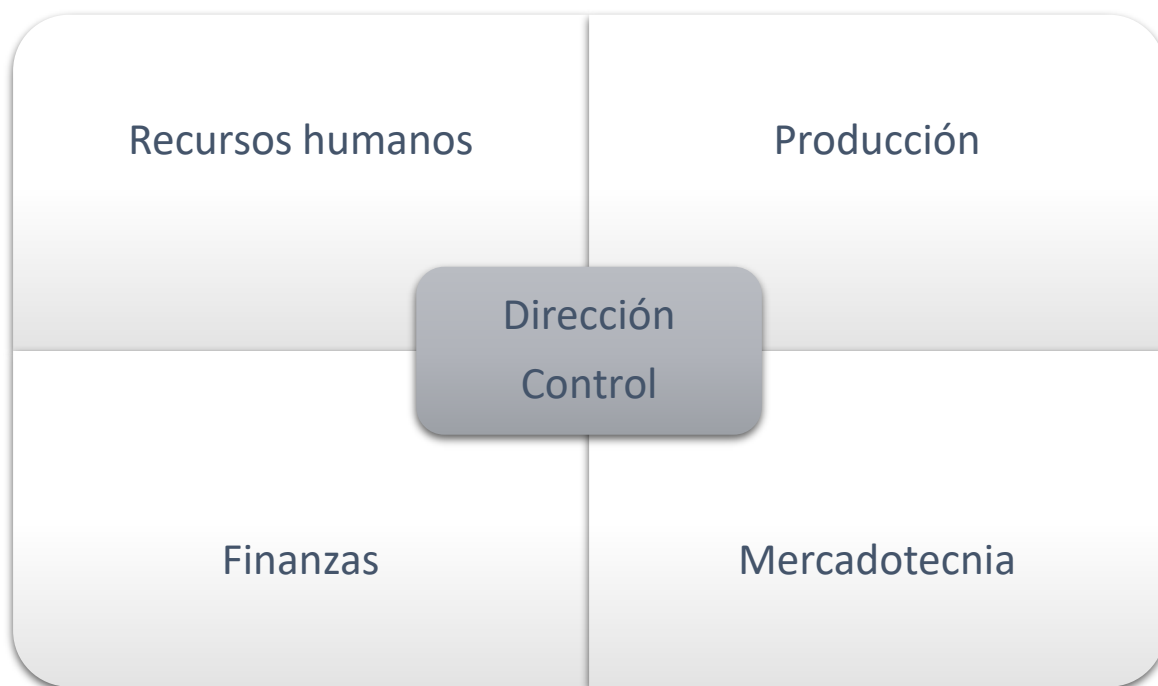 Recursos humanos
Producción
Dirección
Control
Finanzas
Mercadotecnia